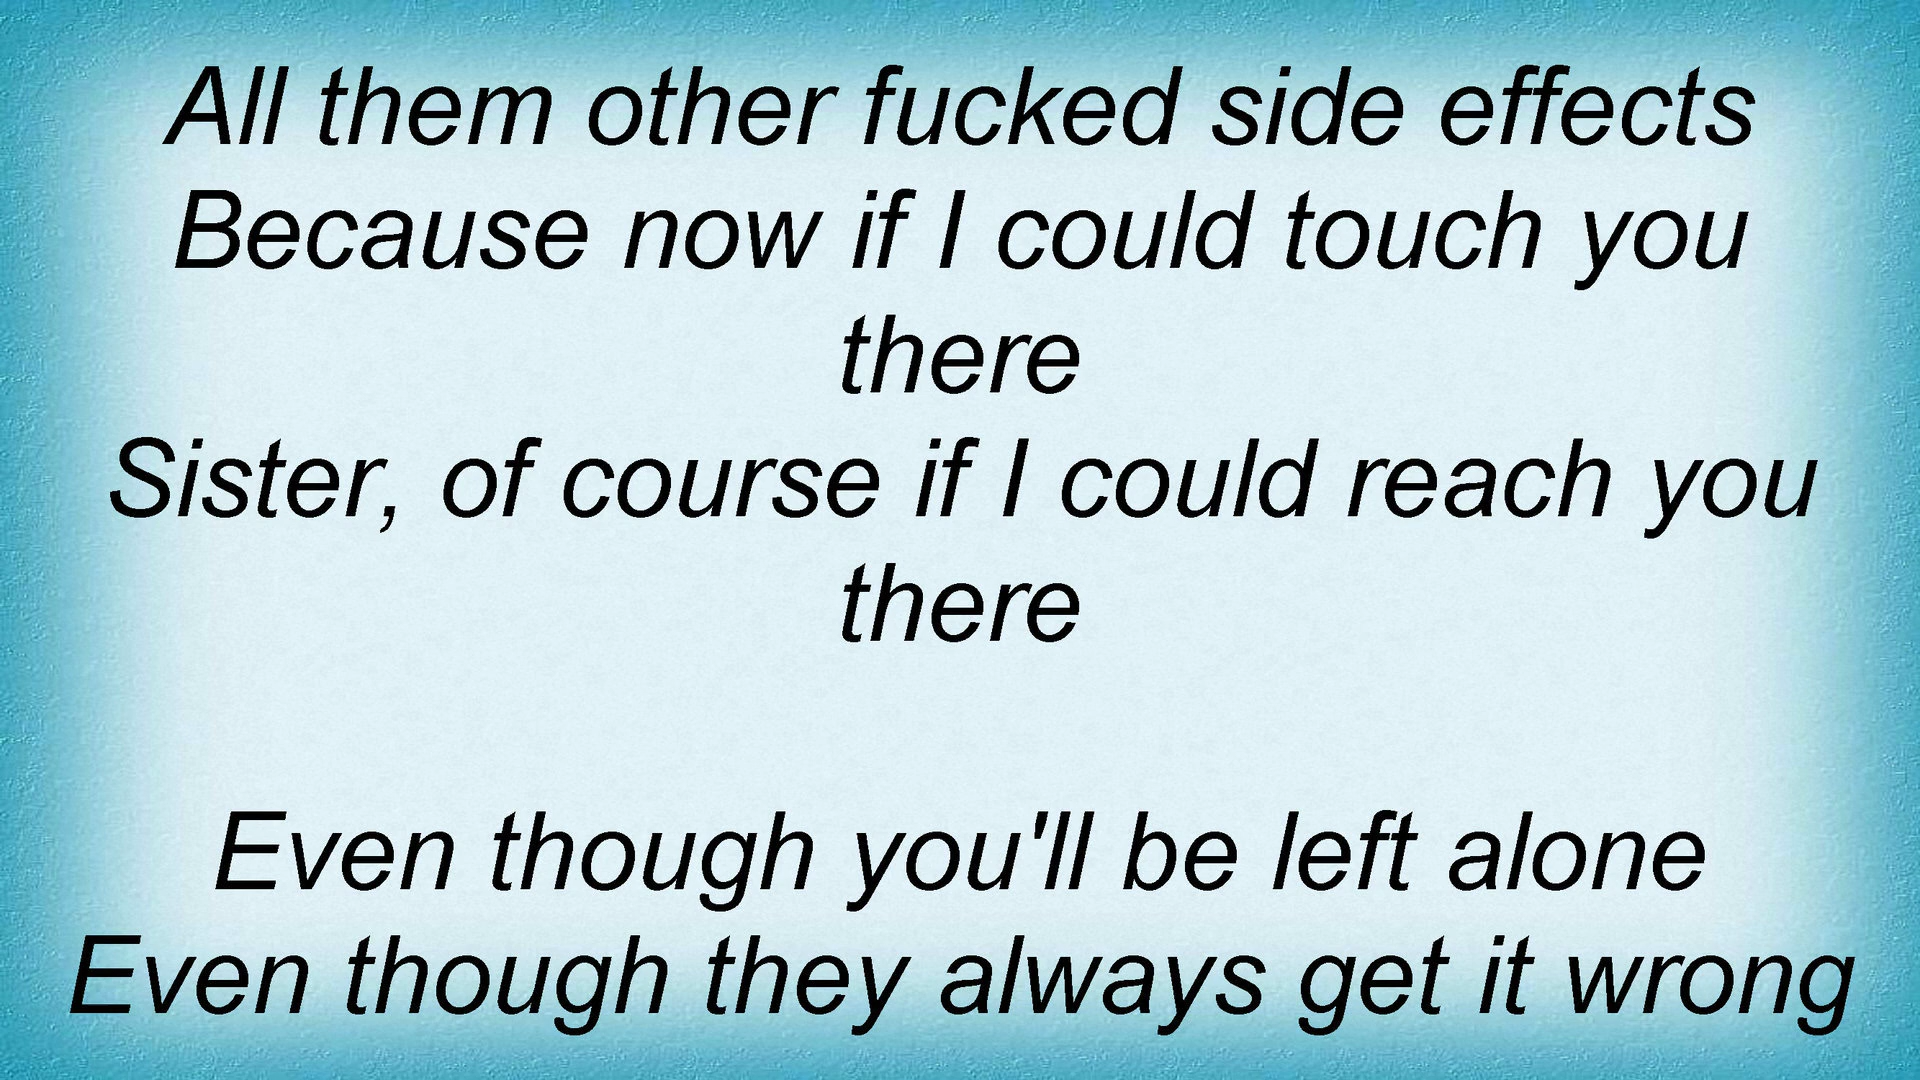 All them other fucked side effects
Because now if I could touch you
there
Sister, of course if I could reach you
there
Even though you'll be left alone
Even though they always get it wrong